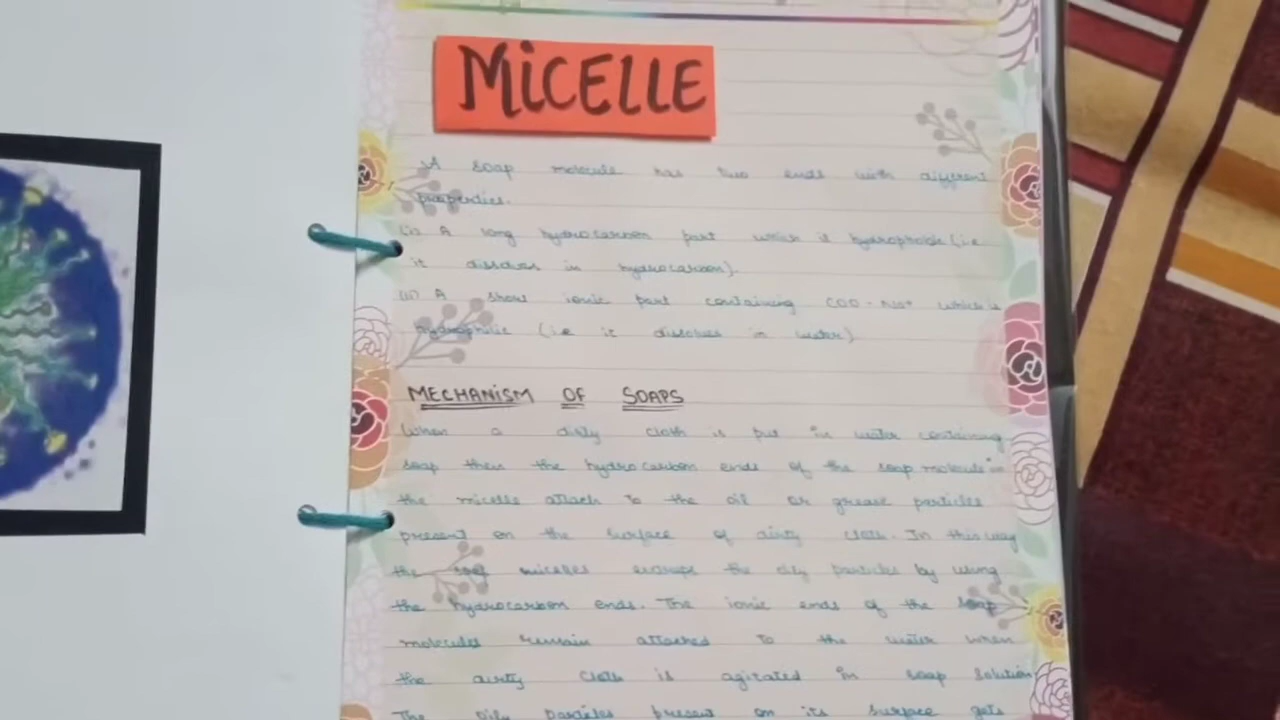 MiCELLE
A soap molecule has two ends with different
properties.
(i) A long hydrocarbon part which is hydrophobic (i.e
it dissolves in hydrocarbon).
(ii) A short ionic part containing COO-Na+ which is
hydrophilic (i.e it dissolves in water)
MECHANiSM OF SOAPS
When a dirty cloth is put in water containing
soap then the hydrocarbon ends of the soap molecule in
the micelle attach to the oil or grease particles
present on the surface of dirty cloth. In this way
the soap micelles entraps the oily particles by using
the hydrocarbon ends. The ionic ends of the soap
molecules remain attached to the water when
the dirty cloth is agitated in soap solution
The oily particles present on its surface gets